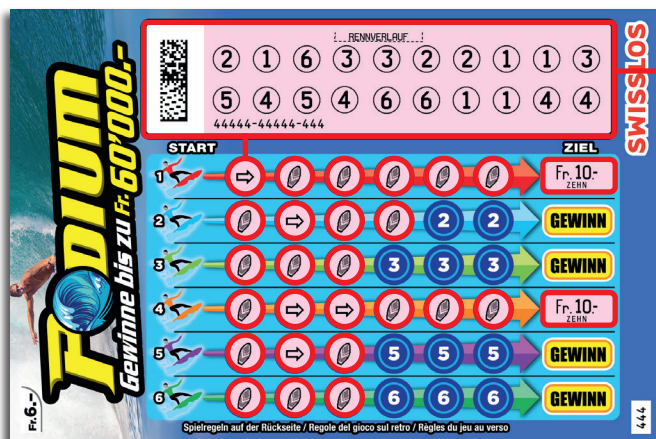 RENNVERLAUF
2 1 6 3 3 2 2 1 1 3
5 4 5 4 6 6 1 1 4 4
44444-44444-444
SWISSLOS
PODIUM
Gewinne bis zu Fr. 60'000.-
Fr. 6.-
START ZIEL
1 Fr. 10.-
ZEHN
2 2 2 GEWINN
3 3 3 3 GEWINN
4 Fr. 10.-
ZEHN
5 5 5 5 GEWINN
6 6 6 6 GEWINN
Spielregeln auf der Rückseite / Regole del gioco sul retro / Règles du jeu au verso
444